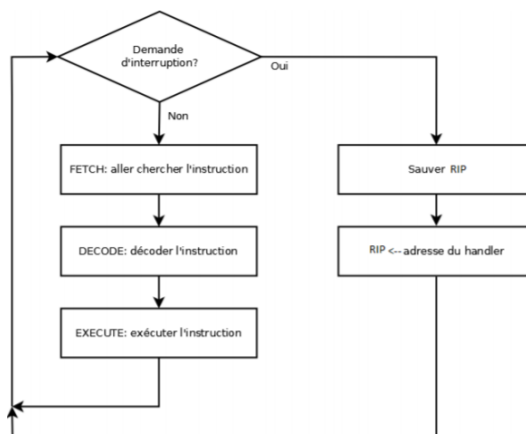 Demande
d'interruption?
Oui
Non
FETCH: aller chercher l'instruction
Sauver RIP
DECODE: décoder l'instruction
RIP <-- adresse du handler
EXECUTE: exécuter l'instruction